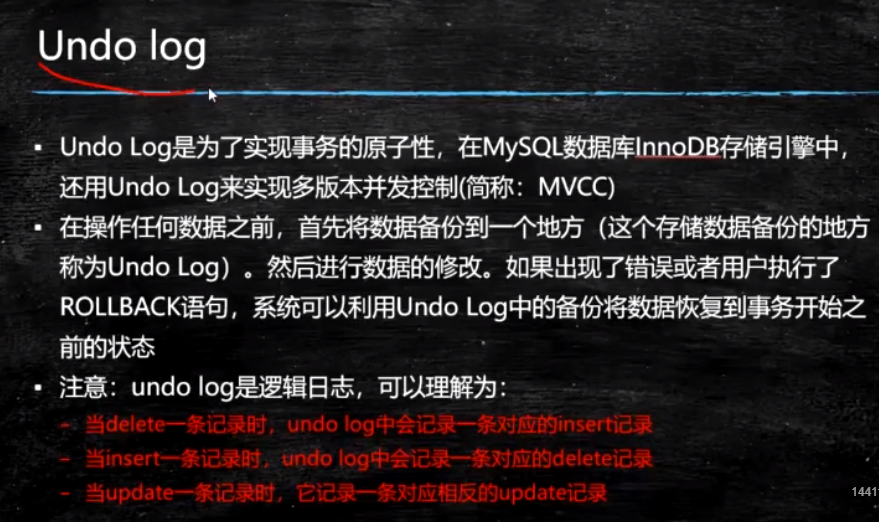 Undo log
▪ Undo Log是为了实现事务的原子性，在MySQL数据库InnoDB存储引擎中，
还用Undo Log来实现多版本并发控制(简称：MVCC)
▪ 在操作任何数据之前，首先将数据备份到一个地方（这个存储数据备份的地方
称为Undo Log）。然后进行数据的修改。如果出现了错误或者用户执行了
ROLLBACK语句，系统可以利用Undo Log中的备份将数据恢复到事务开始之
前的状态
▪ 注意：undo log是逻辑日志，可以理解为：
– 当delete一条记录时，undo log中会记录一条对应的insert记录
– 当insert一条记录时，undo log中会记录一条对应的delete记录
– 当update一条记录时，它记录一条对应相反的update记录
1441